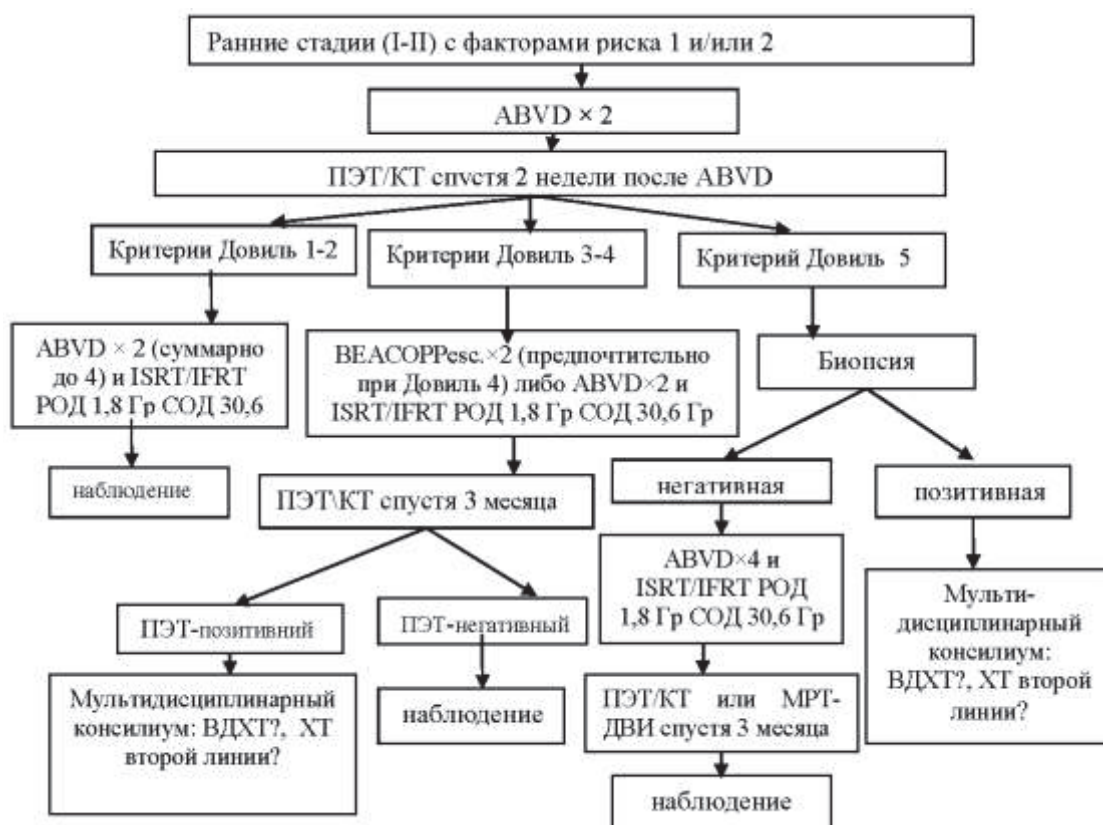 Ранние стадии (I-II) с факторами риска 1 и/или 2
ABVD × 2
ПЭТ/КТ спустя 2 недели после ABVD
Критерии Довиль 1-2
Критерии Довиль 3-4
Критерий Довиль 5
ABVD × 2 (суммарно
до 4) и ISRT/IFRT
РОД 1,8 Гр СОД 30,6
BEACOPPesc.×2 (предпочтительно
при Довиль 4) либо ABVD×2 и
ISRT/IFRT РОД 1,8 Гр СОД 30,6 Гр
Биопсия
наблюдение
ПЭТ\КТ спустя 3 месяца
негативная
позитивная
ПЭТ-позитивний
ПЭТ-негативный
ABVD×4 и
ISRT/IFRT РОД
1,8 Гр СОД 30,6 Гр
Мульти-
дисциплинарный
консилиум:
ВДХТ?, ХТ второй
линии?
Мультидисциплинарный
консилиум: ВДХТ?, ХТ
второй линии?
наблюдение
ПЭТ/КТ или МРТ-
ДВИ спустя 3 месяца
наблюдение